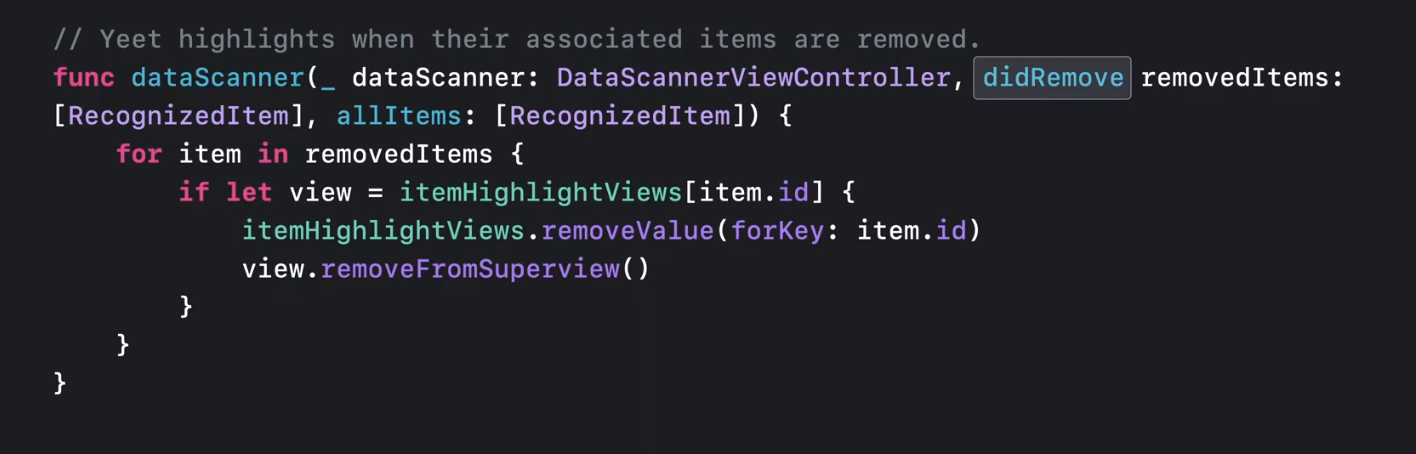 // Yeet highlights when their associated items are removed.
func dataScanner(_ dataScanner: DataScannerViewController, didRemove removedItems:
[RecognizedItem], allItems: [RecognizedItem]) {
    for item in removedItems {
        if let view = itemHighlightViews[item.id] {
            itemHighlightViews.removeValue(forKey: item.id)
            view.removeFromSuperview()
        }
    }
}